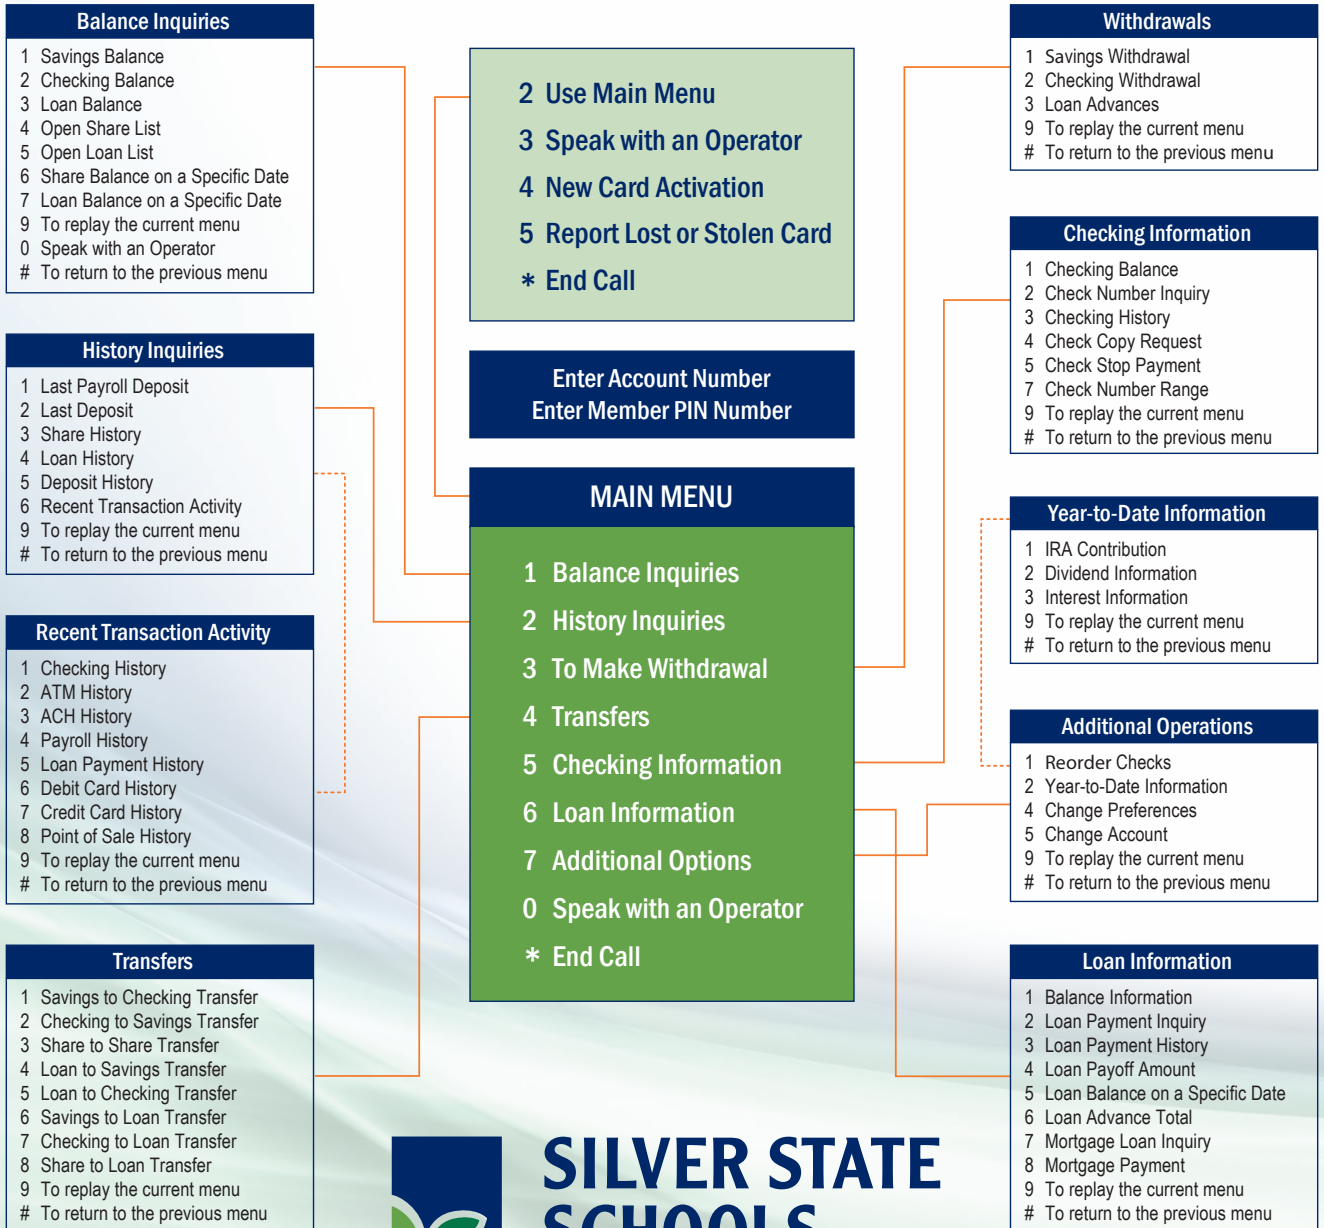 Balance Inquiries
1 Savings Balance
2 Checking Balance
3 Loan Balance
4 Open Share List
5 Open Loan List
6 Share Balance on a Specific Date
7 Loan Balance on a Specific Date
9 To replay the current menu
0 Speak with an Operator
# To return to the previous menu
History Inquiries
1 Last Payroll Deposit
2 Last Deposit
3 Share History
4 Loan History
5 Deposit History
6 Recent Transaction Activity
9 To replay the current menu
# To return to the previous menu
Recent Transaction Activity
1 Checking History
2 ATM History
3 ACH History
4 Payroll History
5 Loan Payment History
6 Debit Card History
7 Credit Card History
8 Point of Sale History
9 To replay the current menu
# To return to the previous menu
Transfers
1 Savings to Checking Transfer
2 Checking to Savings Transfer
3 Share to Share Transfer
4 Loan to Savings Transfer
5 Loan to Checking Transfer
6 Savings to Loan Transfer
7 Checking to Loan Transfer
8 Share to Loan Transfer
9 To replay the current menu
# To return to the previous menu
2 Use Main Menu
3 Speak with an Operator
4 New Card Activation
5 Report Lost or Stolen Card
* End Call
Enter Account Number
Enter Member PIN Number
MAIN MENU
1 Balance Inquiries
2 History Inquiries
3 To Make Withdrawal
4 Transfers
5 Checking Information
6 Loan Information
7 Additional Options
0 Speak with an Operator
* End Call
SILVER STATE
SCHOOLS
Withdrawals
1 Savings Withdrawal
2 Checking Withdrawal
3 Loan Advances
9 To replay the current menu
# To return to the previous menu
Checking Information
1 Checking Balance
2 Check Number Inquiry
3 Checking History
4 Check Copy Request
5 Check Stop Payment
7 Check Number Range
9 To replay the current menu
# To return to the previous menu
Year-to-Date Information
1 IRA Contribution
2 Dividend Information
3 Interest Information
9 To replay the current menu
# To return to the previous menu
Additional Operations
1 Reorder Checks
2 Year-to-Date Information
4 Change Preferences
5 Change Account
9 To replay the current menu
# To return to the previous menu
Loan Information
1 Balance Information
2 Loan Payment Inquiry
3 Loan Payment History
4 Loan Payoff Amount
5 Loan Balance on a Specific Date
6 Loan Advance Total
7 Mortgage Loan Inquiry
8 Mortgage Payment
9 To replay the current menu
# To return to the previous menu